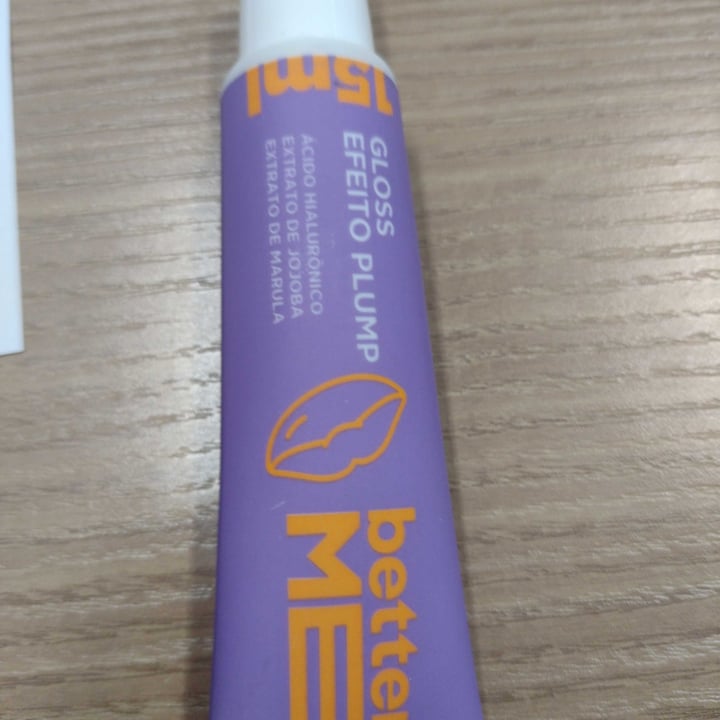 15ml
GLOSS
EFEITO PLUMP
ÁCIDO HIALURÔNICO
EXTRATO DE JOJOBA
EXTRATO DE MARULA
better
ME